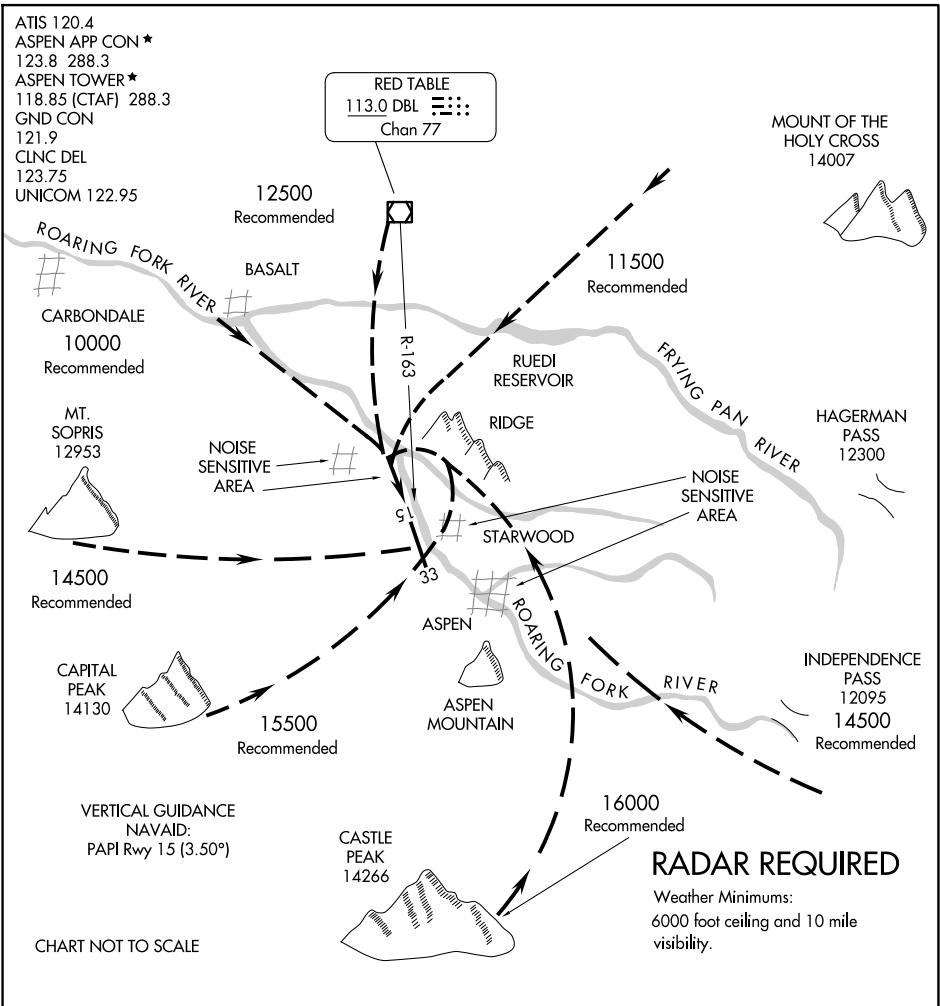 ATIS 120.4
ASPEN APP CON ★
123.8 288.3
ASPEN TOWER ★
118.85 (CTAF) 288.3
GND CON
121.9
CLNC DEL
123.75
UNICOM 122.95
RED TABLE
113.0 DBL
Chan 77
MOUNT OF THE
HOLY CROSS
14007
12500
Recommended
ROARING FORK RIVER
BASALT
11500
Recommended
CARBONDALE
10000
Recommended
R-163
RUEDI
RESERVOIR
FRYING PAN RIVER
MT.
SOPRIS
12953
RIDGE
HAGERMAN
PASS
12300
NOISE
SENSITIVE
AREA
NOISE
SENSITIVE
AREA
15
STARWOOD
33
14500
Recommended
ASPEN
ROARING FORK RIVER
CAPITAL
PEAK
14130
ASPEN
MOUNTAIN
INDEPENDENCE
PASS
12095
14500
Recommended
15500
Recommended
VERTICAL GUIDANCE
NAVAID:
PAPI Rwy 15 (3.50°)
16000
Recommended
CASTLE
PEAK
14266
RADAR REQUIRED
Weather Minimums:
6000 foot ceiling and 10 mile
visibility.
CHART NOT TO SCALE